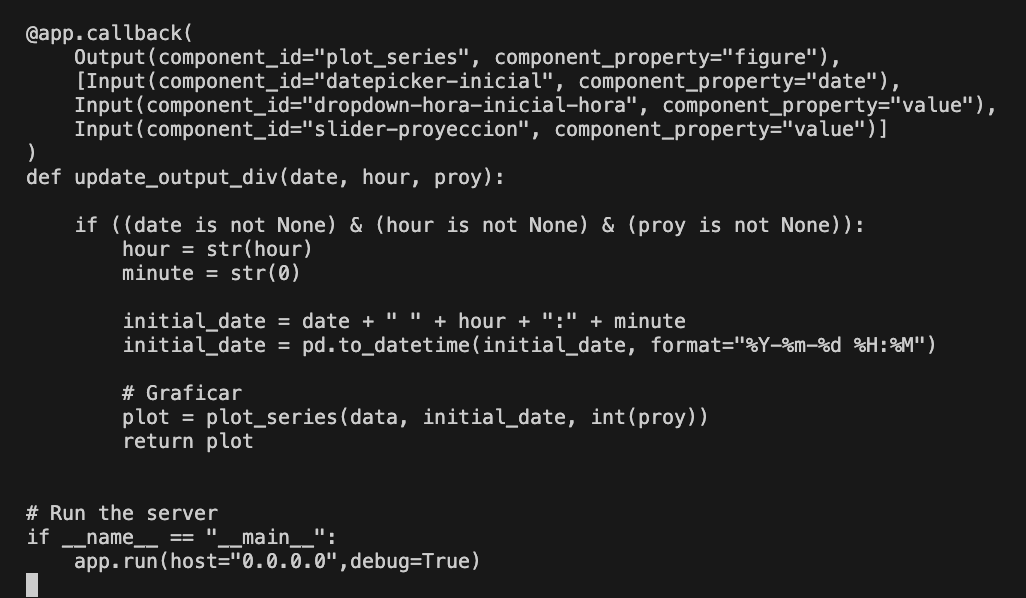 @app.callback(
    Output(component_id="plot_series", component_property="figure"),
    [Input(component_id="datepicker-inicial", component_property="date"),
    Input(component_id="dropdown-hora-inicial-hora", component_property="value"),
    Input(component_id="slider-proyeccion", component_property="value")]
)
def update_output_div(date, hour, proy):

    if ((date is not None) & (hour is not None) & (proy is not None)):
        hour = str(hour)
        minute = str(0)

        initial_date = date + " " + hour + ":" + minute
        initial_date = pd.to_datetime(initial_date, format="%Y-%m-%d %H:%M")

        # Graficar
        plot = plot_series(data, initial_date, int(proy))
        return plot


# Run the server
if __name__ == "__main__":
    app.run(host="0.0.0.0",debug=True)